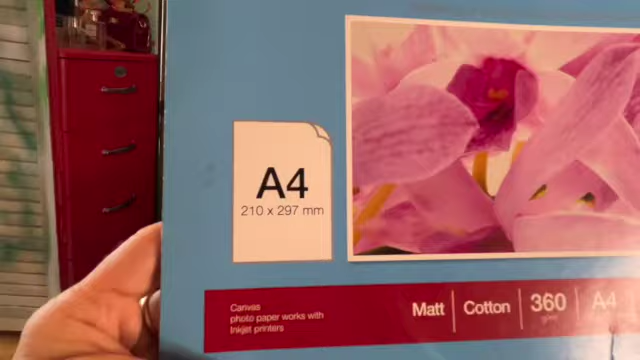 A4
210 x 297 mm
Canvas
photo paper works with
Inkjet printers
Matt
Cotton
360
A4